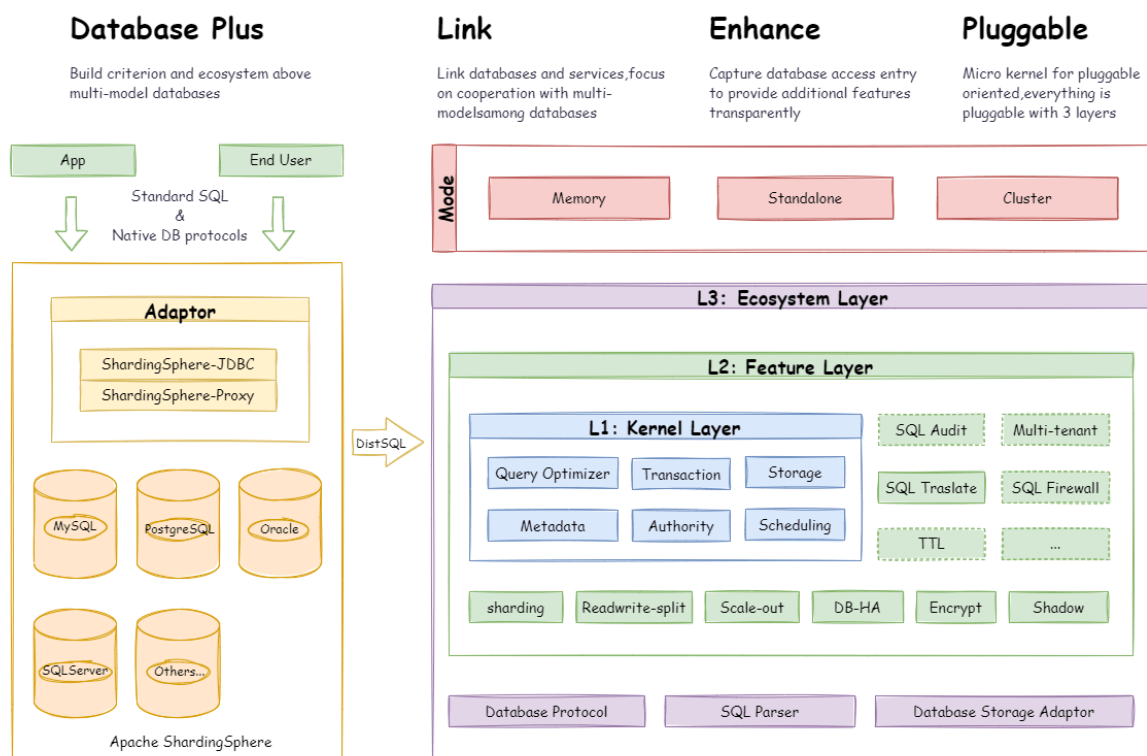 Database Plus
Build criterion and ecosystem above
multi-model databases
Link
Link databases and services,focus
on cooperation with multi-
modelsamong databases
Enhance
Capture database access entry
to provide additional features
transparently
Pluggable
Micro kernel for pluggable
oriented,everything is
pluggable with 3 layers
App
End User
Standard SQL
&
Native DB protocols
Adaptor
ShardingSphere-JDBC
ShardingSphere-Proxy
MySQL
PostgreSQL
Oracle
SQLServer
Others...
Apache ShardingSphere
DistSQL
Mode
Memory
Standalone
Cluster
L3: Ecosystem Layer
L2: Feature Layer
L1: Kernel Layer
Query Optimizer
Transaction
Storage
Metadata
Authority
Scheduling
SQL Audit
Multi-tenant
SQL Traslate
SQL Firewall
TTL
...
sharding
Readwrite-split
Scale-out
DB-HA
Encrypt
Shadow
Database Protocol
SQL Parser
Database Storage Adaptor